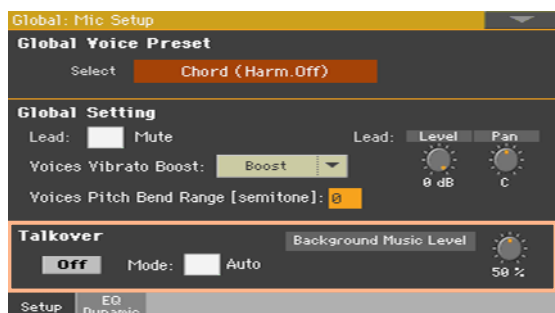 Global: Mic Setup
Global Voice Preset
Select Chord (Harm.Off)
Global Setting
Lead: Mute Lead: Level Pan
Voices Vibrato Boost: Boost
0 dB C
Voices Pitch Bend Range [semitone]: 0
Talkover Background Music Level
Off Mode: Auto
50 %
Setup EQ
Dynamic